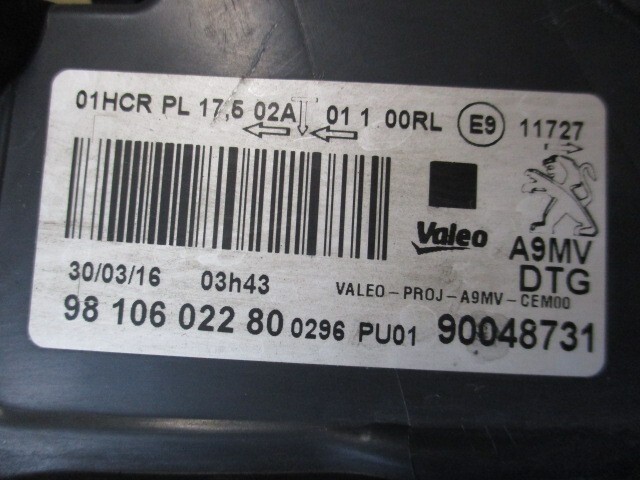 01HCR PL 17,5 02A 01 1 00RL E9 11727
Valeo A9MV
DTG
30/03/16 03h43 VALEO-PROJ-A9MV-CEM00
98 106 022 80 0296 PU01 90048731